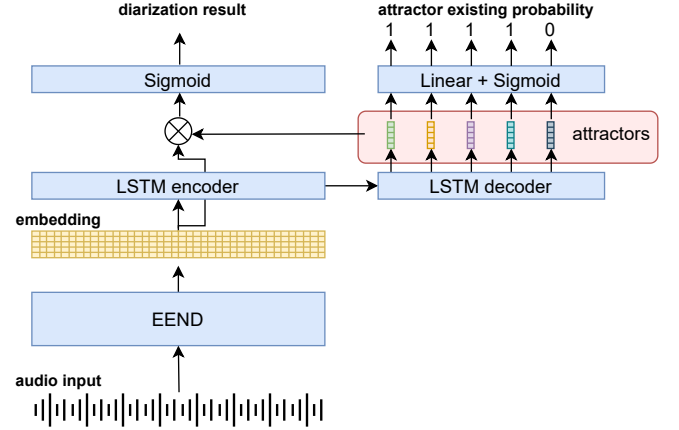 diarization result
attractor existing probability
1 1 1 1 0
Sigmoid
Linear + Sigmoid
attractors
LSTM encoder
LSTM decoder
embedding
EEND
audio input